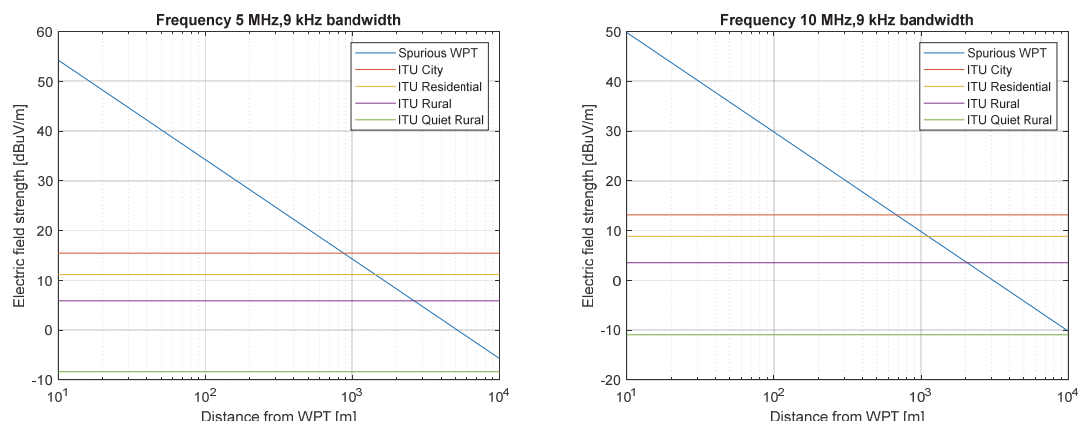 Frequency 5 MHz,9 kHz bandwidth
Electric field strength [dBuV/m]
60
50
40
30
20
10
0
-10
Spurious WPT
ITU City
ITU Residential
ITU Rural
ITU Quiet Rural
10^1 10^2 10^3 10^4
Distance from WPT [m]
Frequency 10 MHz,9 kHz bandwidth
Electric field strength [dBuV/m]
50
40
30
20
10
0
-10
-20
Spurious WPT
ITU City
ITU Residential
ITU Rural
ITU Quiet Rural
10^1 10^2 10^3 10^4
Distance from WPT [m]